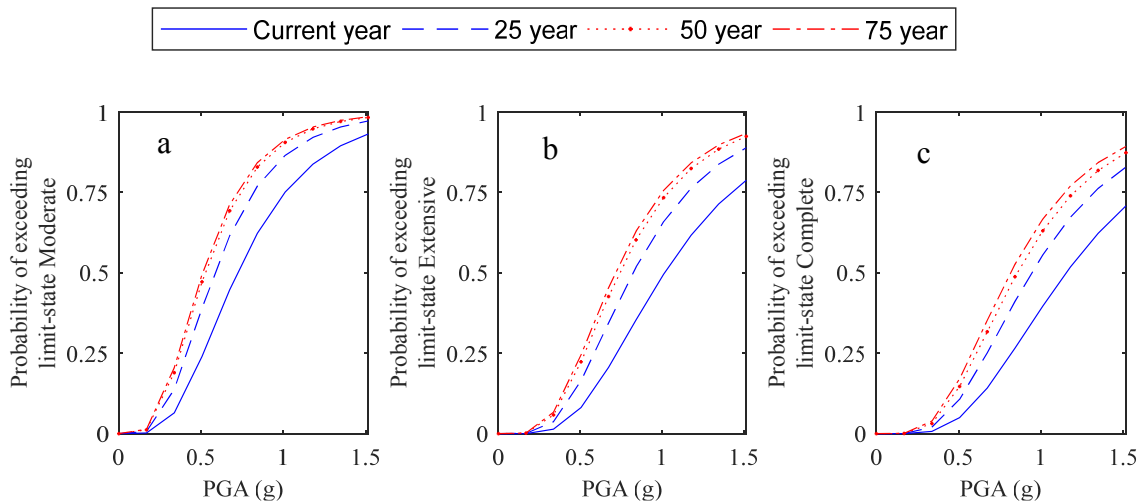 Current year 25 year 50 year 75 year
a
Probability of exceeding
limit-state Moderate
1
0.75
0.5
0.25
0
0 0.5 1 1.5
PGA (g)
b
Probability of exceeding
limit-state Extensive
1
0.75
0.5
0.25
0
0 0.5 1 1.5
PGA (g)
c
Probability of exceeding
limit-state Complete
1
0.75
0.5
0.25
0
0 0.5 1 1.5
PGA (g)